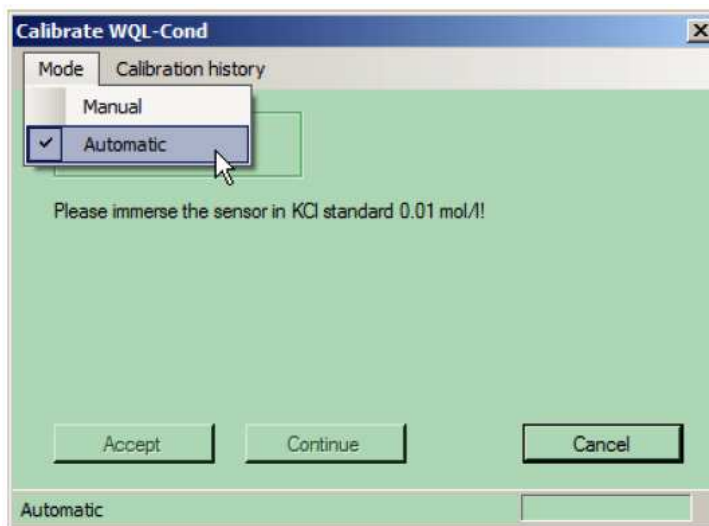 Calibrate WQL-Cond
Mode Calibration history
Manual
Automatic
Please immerse the sensor in KCl standard 0.01 mol/l!
Accept Continue Cancel
Automatic